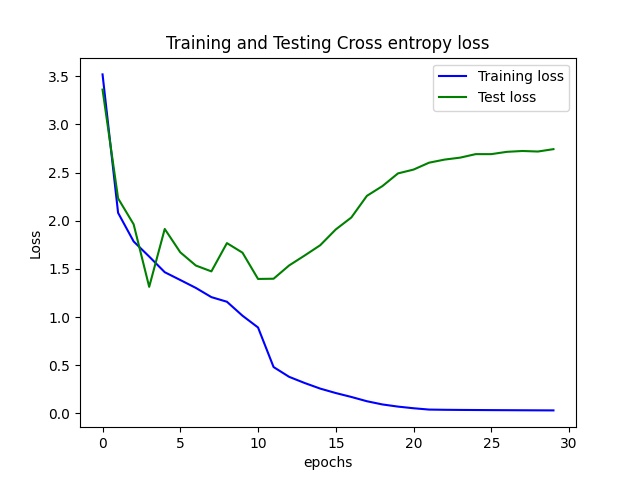 Training and Testing Cross entropy loss
Training loss
Test loss
3.5
3.0
2.5
2.0
1.5
1.0
0.5
0.0
Loss
0 5 10 15 20 25 30
epochs